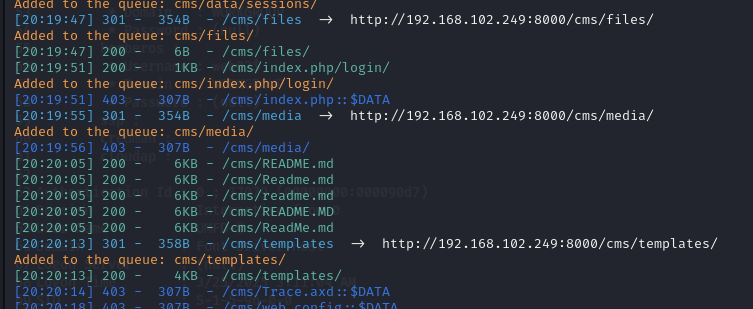 Added to the queue: cms/data/sessions/
[20:19:47] 301 - 354B - /cms/files -> http://192.168.102.249:8000/cms/files/
Added to the queue: cms/files/
[20:19:47] 200 - 6B - /cms/files/
[20:19:51] 200 - 1KB - /cms/index.php/login/
Added to the queue: cms/index.php/login/
[20:19:51] 403 - 307B - /cms/index.php::$DATA
[20:19:55] 301 - 354B - /cms/media -> http://192.168.102.249:8000/cms/media/
Added to the queue: cms/media/
[20:19:56] 403 - 307B - /cms/media/
[20:20:05] 200 - 6KB - /cms/README.md
[20:20:05] 200 - 6KB - /cms/Readme.md
[20:20:05] 200 - 6KB - /cms/readme.md
[20:20:05] 200 - 6KB - /cms/README.MD
[20:20:05] 200 - 6KB - /cms/ReadMe.md
[20:20:13] 301 - 358B - /cms/templates -> http://192.168.102.249:8000/cms/templates/
Added to the queue: cms/templates/
[20:20:13] 200 - 4KB - /cms/templates/
[20:20:14] 403 - 307B - /cms/Trace.axd::$DATA
[20:20:18] 403 - 307B - /cms/web.config::$DATA